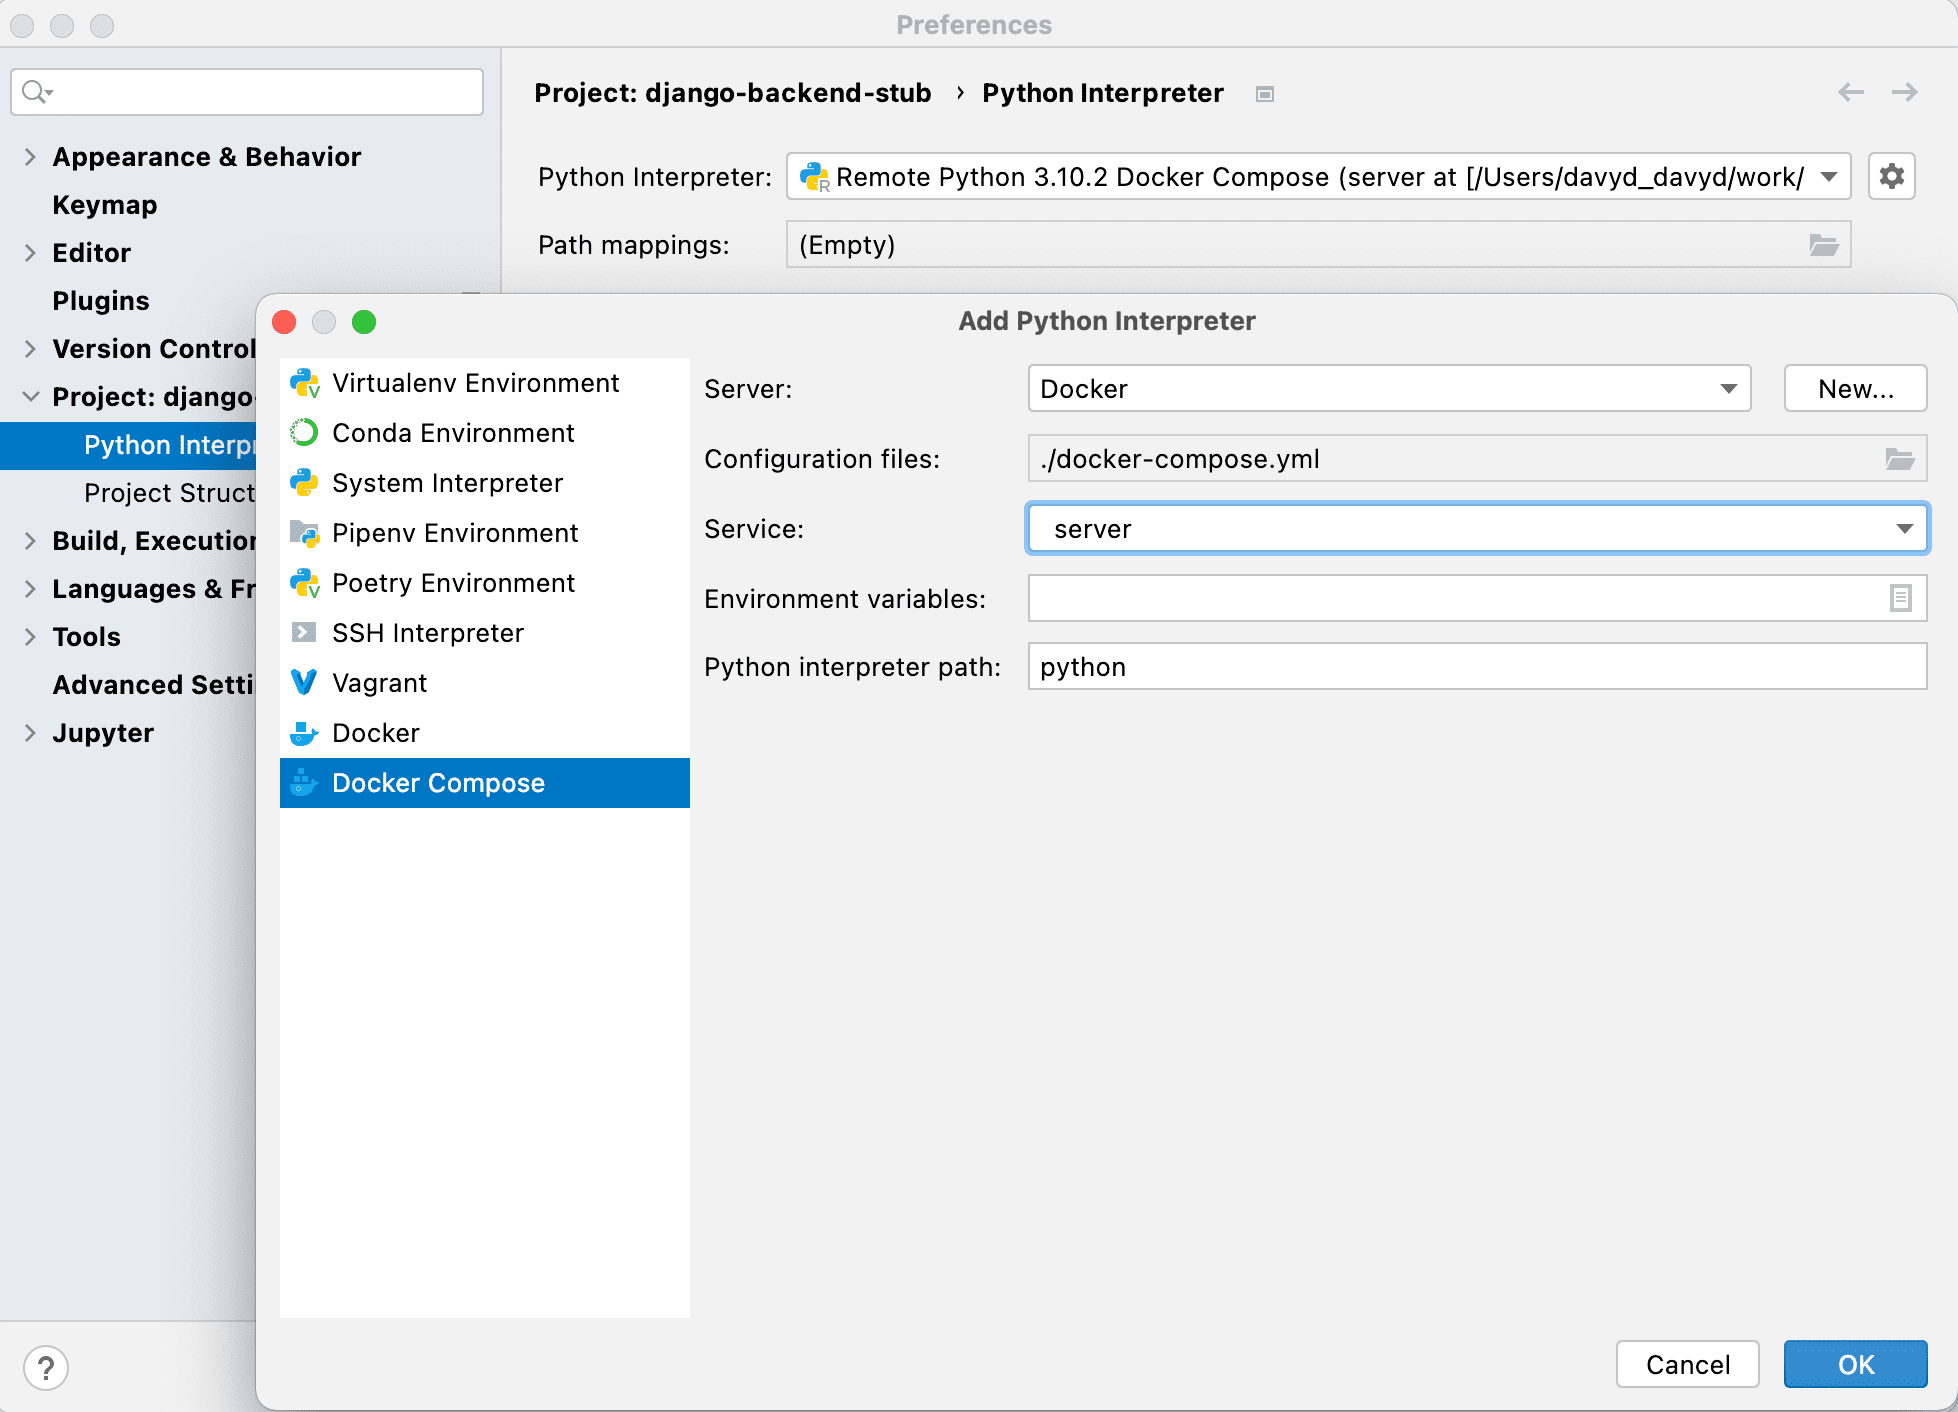 Preferences
Project: django-backend-stub › Python Interpreter
Python Interpreter: Remote Python 3.10.2 Docker Compose (server at [/Users/davyd_davyd/work/
Path mappings: (Empty)
Appearance & Behavior
Keymap
Editor
Plugins
Version Control
Project: django-
Python Interp
Project Struct
Build, Execution
Languages & Fr
Tools
Advanced Setti
Jupyter
?
Add Python Interpreter
Virtualenv Environment
Conda Environment
System Interpreter
Pipenv Environment
Poetry Environment
SSH Interpreter
Vagrant
Docker
Docker Compose
Server: Docker New...
Configuration files: ./docker-compose.yml
Service: server
Environment variables:
Python interpreter path: python
Cancel OK